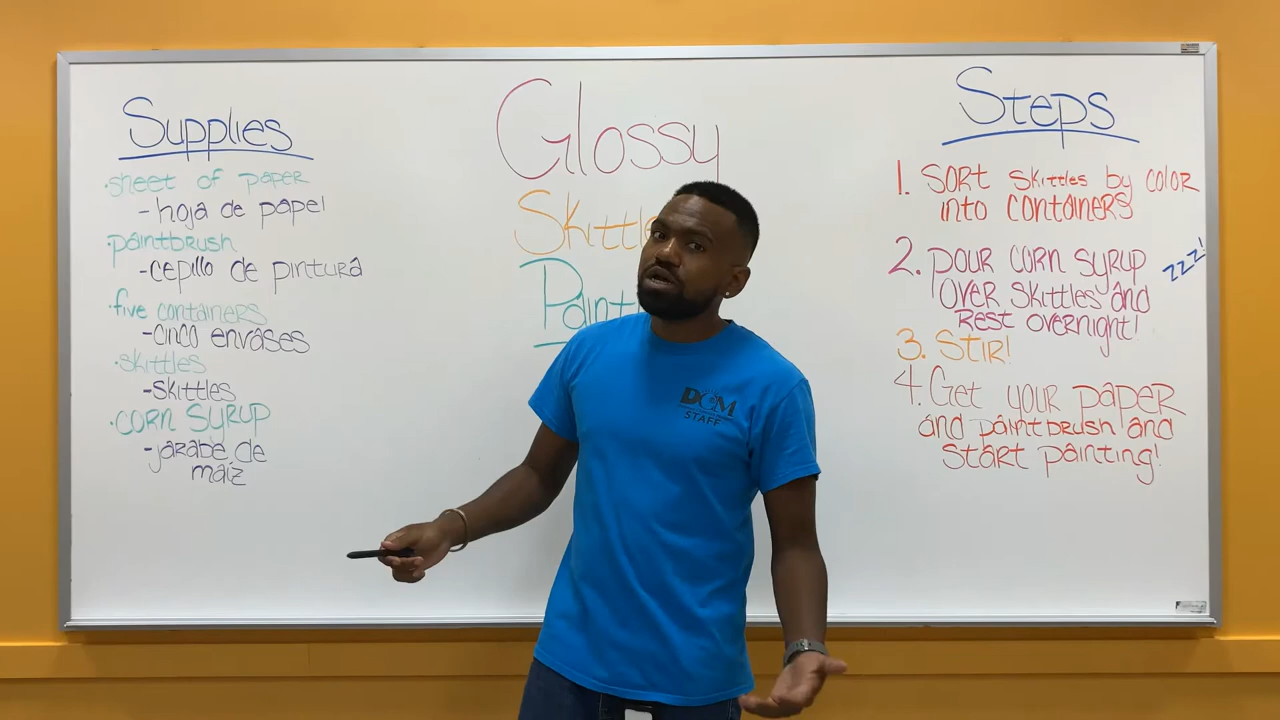 Supplies
·sheet of paper
-hoja de papel
·paintbrush
-cepillo de pintura
·five containers
-cinco envases
·skittles
-skittles
·corn syrup
-jarabe de
maíz
Glossy
Skittle
Paint
Steps
1. Sort skittles by color
into containers
2. pour corn syrup
over skittles and
rest overnight!
zzz!
3. Stir!
4. Get your paper
and paintbrush and
start painting!
DCM
STAFF